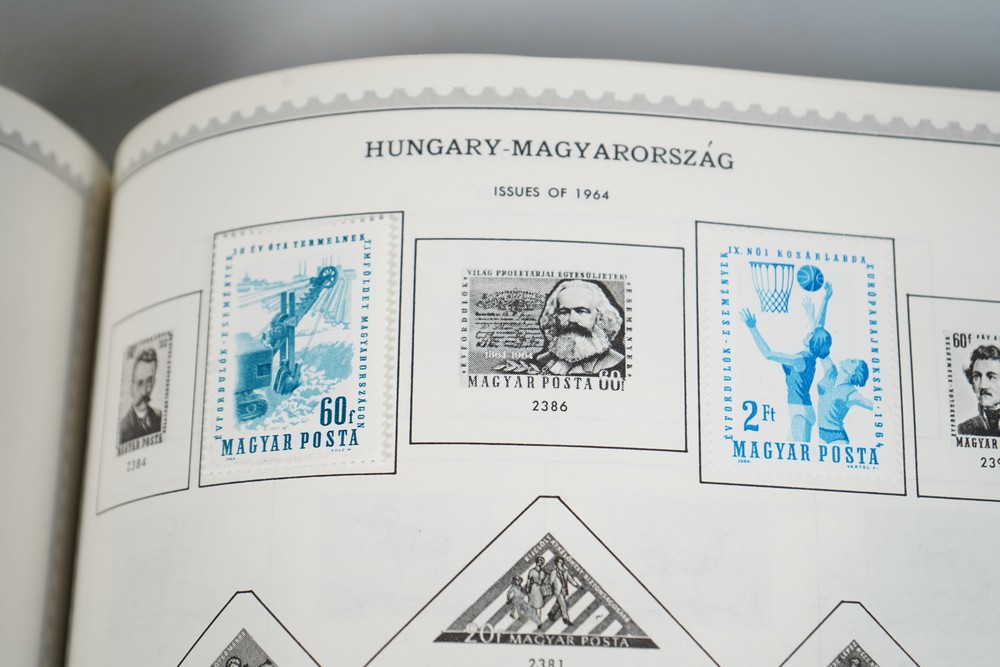 HUNGARY-MAGYARORSZÁG
ISSUES OF 1964
2384
10 ÉV ÓTA TERMELNEK
TIMFÖLDET MAGYARORSZÁGON
ÉVFORDULÓK - ESEMÉNYEK
60f
MAGYAR POSTA
VILÁG PROLETÁRJAI EGYESÜLJETEK!
ÉVFORDULÓK
ESEMÉNYEK
1864-1964
60f
MAGYAR POSTA
2386
IX. NŐI KOSÁRLABDA
EURÓPABAJNOKSÁG · 1964
ÉVFORDULÓK - ESEMÉNYEK
2 Ft
MAGYAR POSTA
VERTEL J.
60f
MAGYAR
20f MAGYAR POSTA
2381